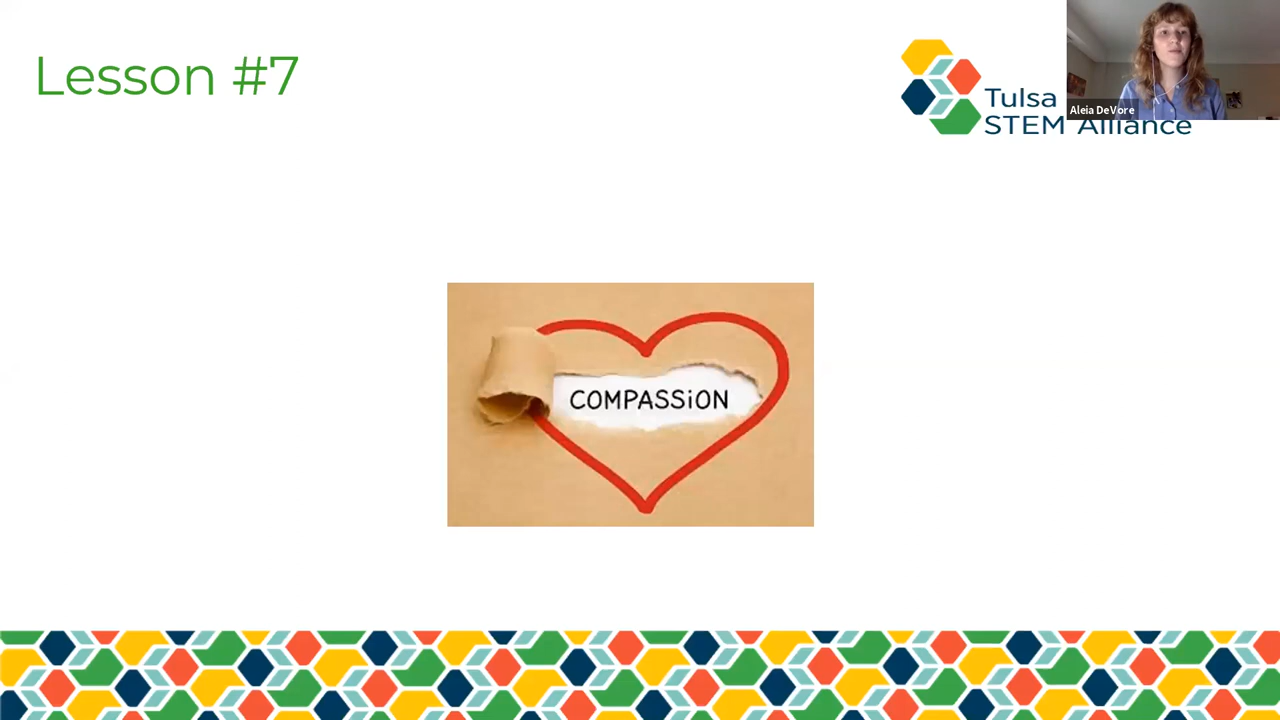 Lesson #7
Tulsa
STEM Alliance
Aleia DeVore
COMPASSiON